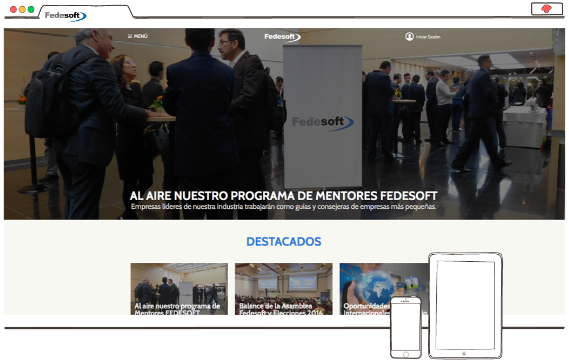 Fedesoft
MENÚ
Fedesoft
Iniciar Sesión
Fedesoft
AL AIRE NUESTRO PROGRAMA DE MENTORES FEDESOFT
Empresas líderes de nuestra industria trabajarán como guías y consejeras de empresas más pequeñas.
DESTACADOS
Al aire nuestro programa de
Mentores FEDESOFT
Balance de la Asamblea
Fedesoft y Elecciones 2016
Oportunidades
Internacionales